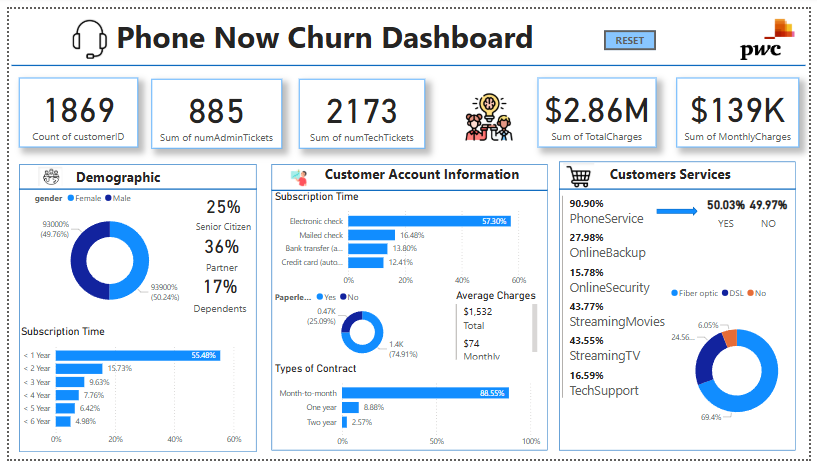 Phone Now Churn Dashboard
RESET
pwc
1869
Count of customerID
885
Sum of numAdminTickets
2173
Sum of numTechTickets
$2.86M
Sum of TotalCharges
$139K
Sum of MonthlyCharges
Demographic
gender Female Male
93000%
(49.76%)
93900%
(50.24%)
25%
Senior Citizen
36%
Partner
17%
Dependents
Subscription Time
< 1 Year 55.48%
< 2 Year 15.73%
< 3 Year 9.63%
< 4 Year 7.76%
< 5 Year 6.42%
< 6 Year 4.98%
0% 20% 40% 60%
Customer Account Information
Subscription Time
Electronic check 57.30%
Mailed check 16.48%
Bank transfer (a... 13.80%
Credit card (auto... 12.41%
0% 20% 40% 60%
Paperle... Yes No
0.47K
(25.09%)
1.4K
(74.91%)
Average Charges
$1,532
Total
$74
Monthly
Types of Contract
Month-to-month 88.55%
One year 8.88%
Two year 2.57%
0% 50% 100%
Customers Services
90.90%
PhoneService
50.03% 49.97%
YES NO
27.98%
OnlineBackup
15.78%
OnlineSecurity
43.77%
StreamingMovies
43.55%
StreamingTV
16.59%
TechSupport
Fiber optic DSL No
6.05%
24.56...
69.4%